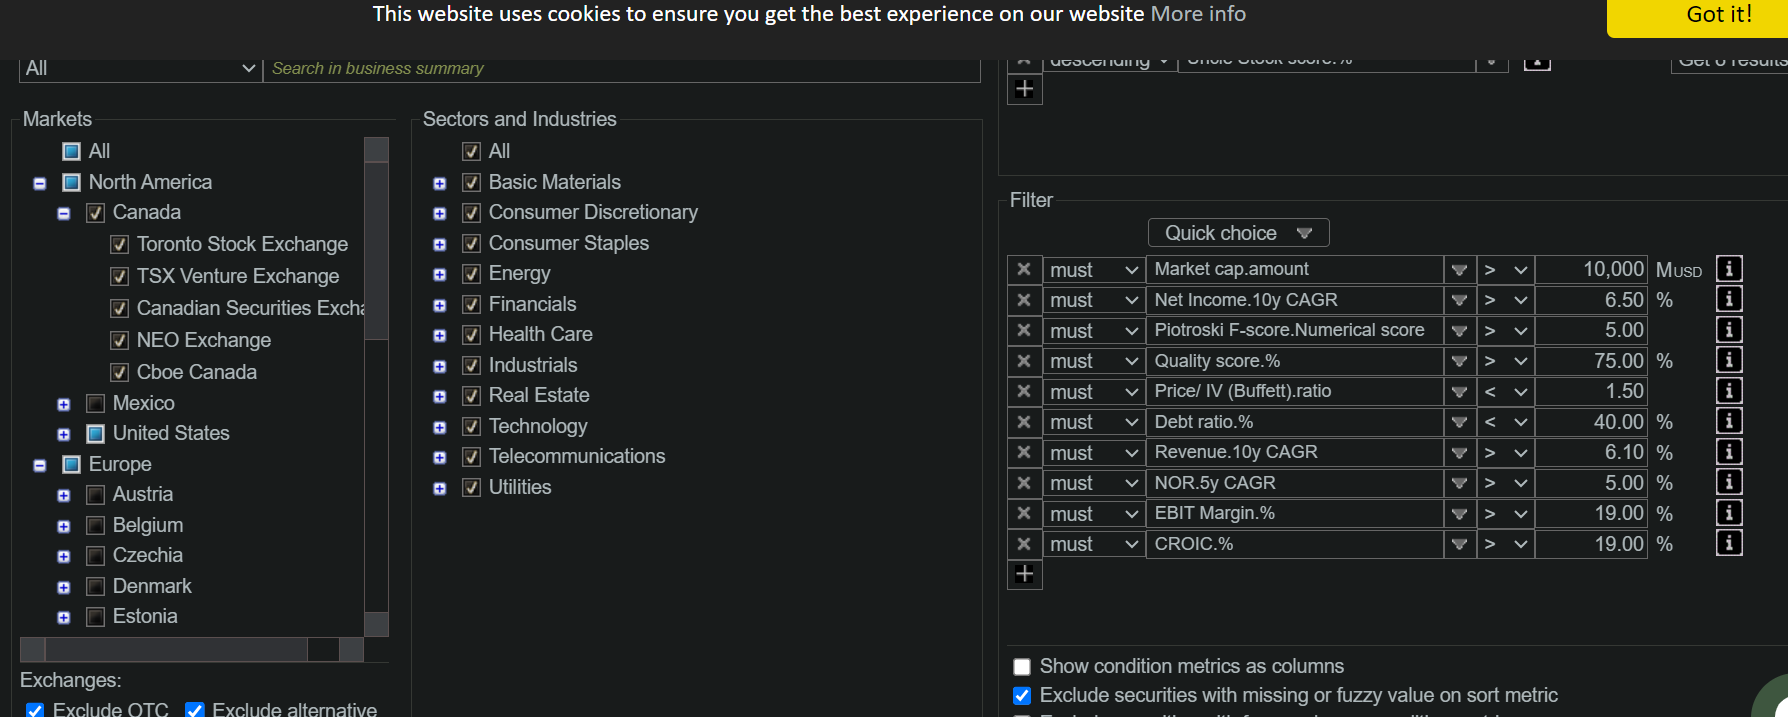 This website uses cookies to ensure you get the best experience on our website More info
Got it!
All
Search in business summary
descending
Uncle Stock score.%
Markets
All
North America
Canada
Toronto Stock Exchange
TSX Venture Exchange
Canadian Securities Excha
NEO Exchange
Cboe Canada
Mexico
United States
Europe
Austria
Belgium
Czechia
Denmark
Estonia
Exchanges:
Exclude OTC
Exclude alternative
Sectors and Industries
All
Basic Materials
Consumer Discretionary
Consumer Staples
Energy
Financials
Health Care
Industrials
Real Estate
Technology
Telecommunications
Utilities
Filter
Quick choice
must Market cap.amount > 10,000 MUSD
must Net Income.10y CAGR > 6.50 %
must Piotroski F-score.Numerical score > 5.00
must Quality score.% > 75.00 %
must Price/ IV (Buffett).ratio < 1.50
must Debt ratio.% < 40.00 %
must Revenue.10y CAGR > 6.10 %
must NOR.5y CAGR > 5.00 %
must EBIT Margin.% > 19.00 %
must CROIC.% > 19.00 %
Show condition metrics as columns
Exclude securities with missing or fuzzy value on sort metric